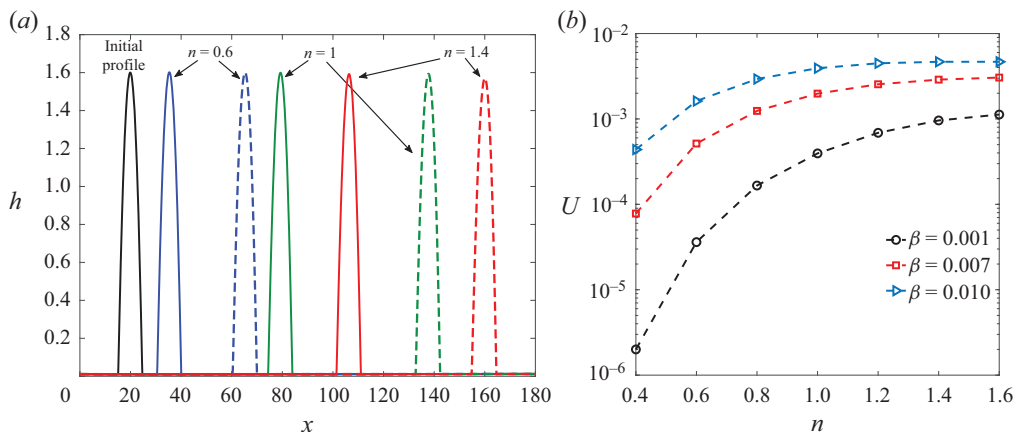 (a)
1.8
1.6
1.4
1.2
1.0
0.8
0.6
0.4
0.2
0
h
Initial
profile
n = 0.6
n = 1
n = 1.4
20
40
60
80
100
120
140
160
180
x
(b)
10⁻²
10⁻³
10⁻⁴
10⁻⁵
10⁻⁶
U
β = 0.001
β = 0.007
β = 0.010
0.4
0.6
0.8
1.0
1.2
1.4
1.6
n